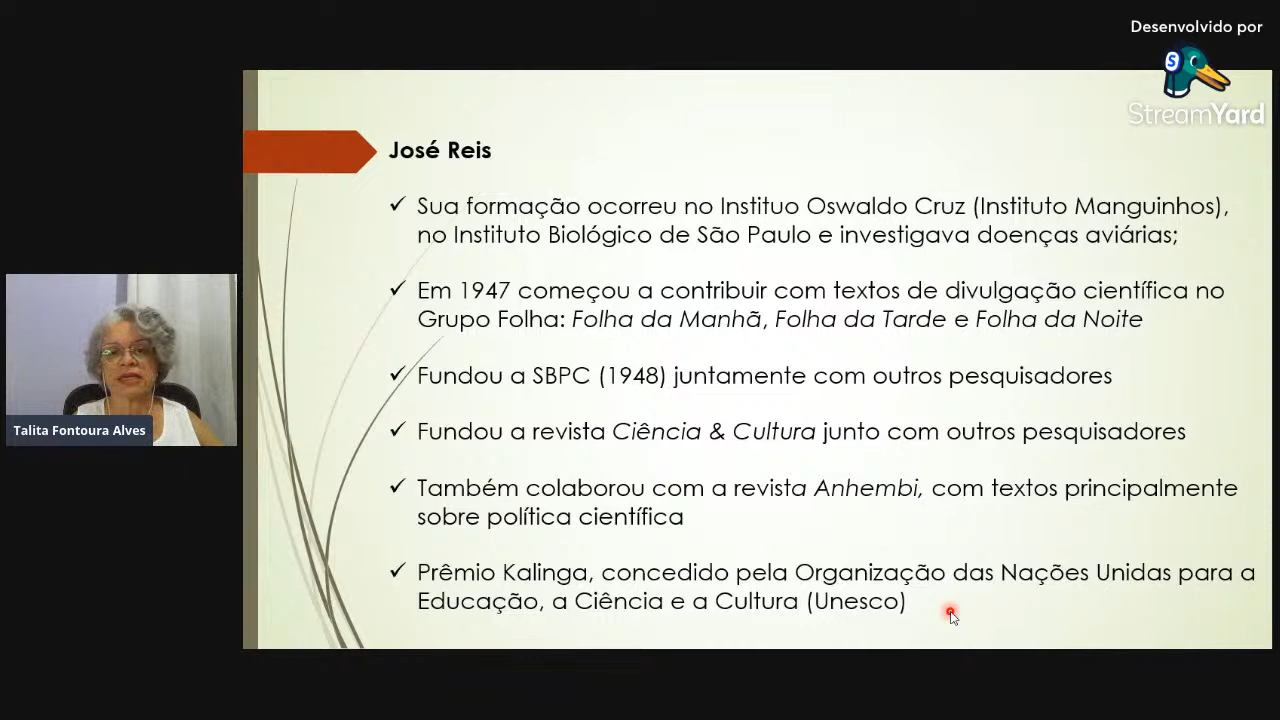 Desenvolvido por
S
StreamYard
José Reis
✓ Sua formação ocorreu no Instituo Oswaldo Cruz (Instituto Manguinhos),
no Instituto Biológico de São Paulo e investigava doenças aviárias;
✓ Em 1947 começou a contribuir com textos de divulgação científica no
Grupo Folha: Folha da Manhã, Folha da Tarde e Folha da Noite
✓ Fundou a SBPC (1948) juntamente com outros pesquisadores
✓ Fundou a revista Ciência & Cultura junto com outros pesquisadores
✓ Também colaborou com a revista Anhembi, com textos principalmente
sobre política científica
✓ Prêmio Kalinga, concedido pela Organização das Nações Unidas para a
Educação, a Ciência e a Cultura (Unesco)
Talita Fontoura Alves